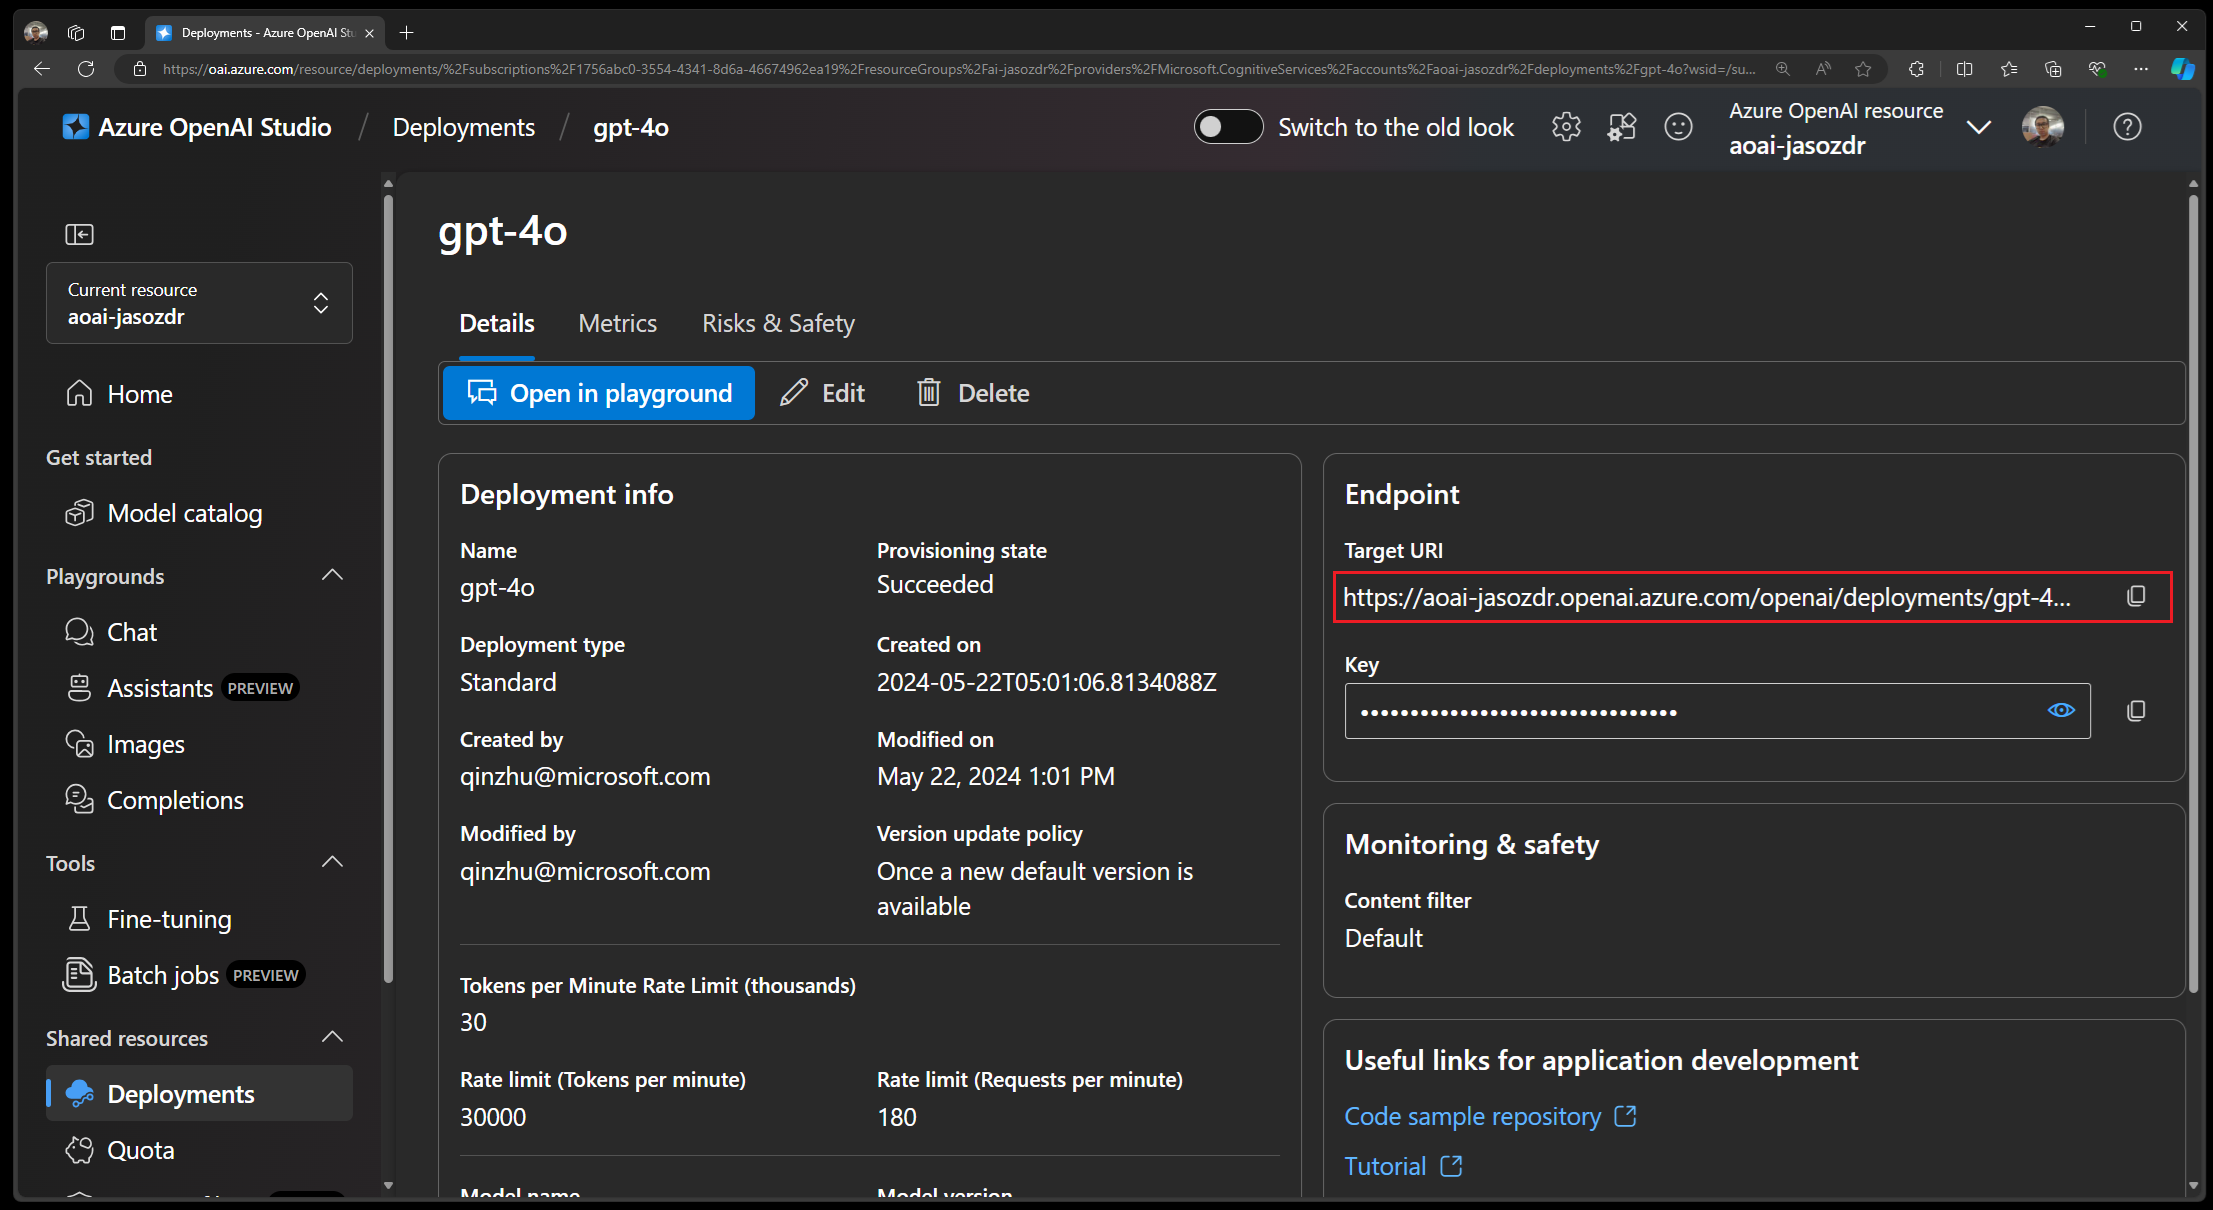 Deployments - Azure OpenAI Stu
https://oai.azure.com/resource/deployments/%2Fsubscriptions%2F1756abc0-3554-4341-8d6a-46674962ea19%2FresourceGroups%2Fai-jasozdr%2Fproviders%2FMicrosoft.CognitiveServices%2Faccounts%2Faoai-jasozdr%2Fdeployments%2Fgpt-4o?wsid=/su...
Azure OpenAI Studio / Deployments / gpt-4o
Switch to the old look
Azure OpenAI resource
aoai-jasozdr
Current resource
aoai-jasozdr
Home
Get started
Model catalog
Playgrounds
Chat
Assistants PREVIEW
Images
Completions
Tools
Fine-tuning
Batch jobs PREVIEW
Shared resources
Deployments
Quota
gpt-4o
Details
Metrics
Risks & Safety
Open in playground
Edit
Delete
Deployment info
Name
gpt-4o
Provisioning state
Succeeded
Deployment type
Standard
Created on
2024-05-22T05:01:06.8134088Z
Created by
qinzhu@microsoft.com
Modified on
May 22, 2024 1:01 PM
Modified by
qinzhu@microsoft.com
Version update policy
Once a new default version is
available
Tokens per Minute Rate Limit (thousands)
30
Rate limit (Tokens per minute)
30000
Rate limit (Requests per minute)
180
Model name
Model version
Endpoint
Target URI
https://aoai-jasozdr.openai.azure.com/openai/deployments/gpt-4...
Key
••••••••••••••••••••••••••••••••
Monitoring & safety
Content filter
Default
Useful links for application development
Code sample repository
Tutorial